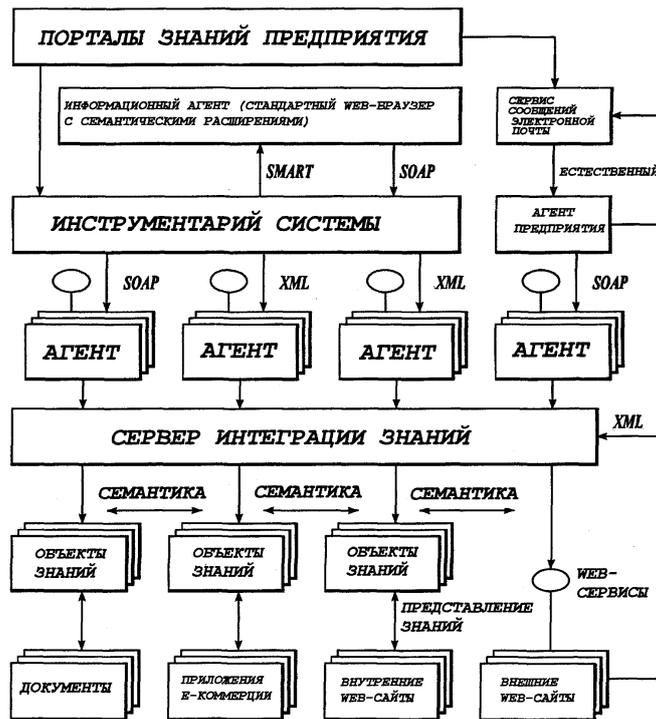 ПОРТАЛЫ ЗНАНИЙ ПРЕДПРИЯТИЯ
ИНФОРМАЦИОННЫЙ АГЕНТ (СТАНДАРТНЫЙ WEB-БРАУЗЕР
С СЕМАНТИЧЕСКИМИ РАСШИРЕНИЯМИ)
СЕРВИС
СООБЩЕНИЙ
ЭЛЕКТРОННОЙ
ПОЧТЫ
SMART
SOAP
ЕСТЕСТВЕННЫЙ
ИНСТРУМЕНТАРИЙ СИСТЕМЫ
АГЕНТ
ПРЕДПРИЯТИЯ
SOAP
XML
XML
SOAP
АГЕНТ
АГЕНТ
АГЕНТ
АГЕНТ
СЕРВЕР ИНТЕГРАЦИИ ЗНАНИЙ
XML
СЕМАНТИКА
СЕМАНТИКА
СЕМАНТИКА
ОБЪЕКТЫ
ЗНАНИЙ
ОБЪЕКТЫ
ЗНАНИЙ
ОБЪЕКТЫ
ЗНАНИЙ
WEB-
СЕРВИСЫ
ПРЕДСТАВЛЕНИЕ
ЗНАНИЙ
ДОКУМЕНТЫ
ПРИЛОЖЕНИЯ
Е-КОММЕРЦИИ
ВНУТРЕННИЕ
WEB-САЙТЫ
ВНЕШНИЕ
WEB-САЙТЫ